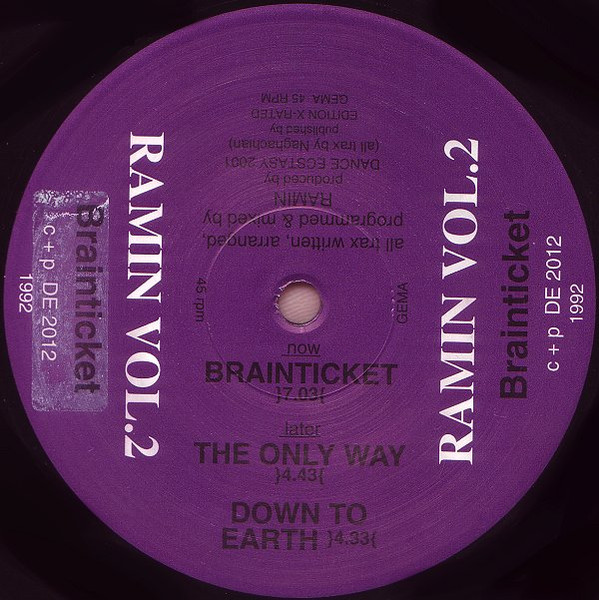 RAMIN VOL.2
Brainticket
c + p DE 2012
1992
RAMIN VOL.2
Brainticket
c + p DE 2012
1992
all trax written, arranged,
programmed & mixed by
RAMIN
produced by
DANCE ECSTASY 2001
(all trax by Naghachian)
published by
EDITION X-RATED
GEMA 45 RPM
45 rpm
GEMA
now
BRAINTICKET
}7.03{
later
THE ONLY WAY
}4.43{
DOWN TO
EARTH }4.33{